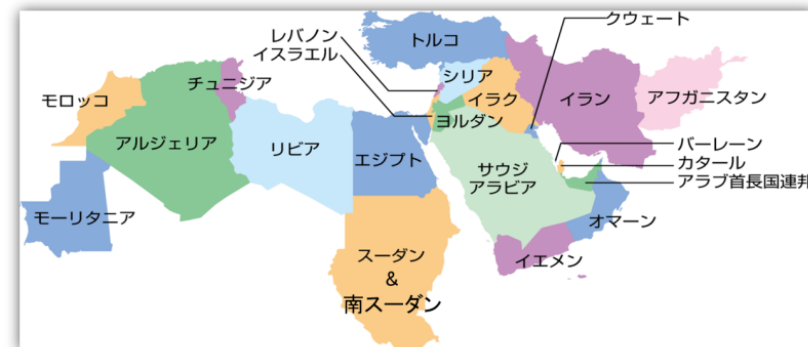 クウェート
レバノン
トルコ
イスラエル
シリア
チュニジア
モロッコ
イラク
イラン
アフガニスタン
ヨルダン
アルジェリア
リビア
バーレーン
エジプト
カタール
サウジ
アラビア
アラブ首長国連邦
モーリタニア
オマーン
スーダン
&
南スーダン
イエメン